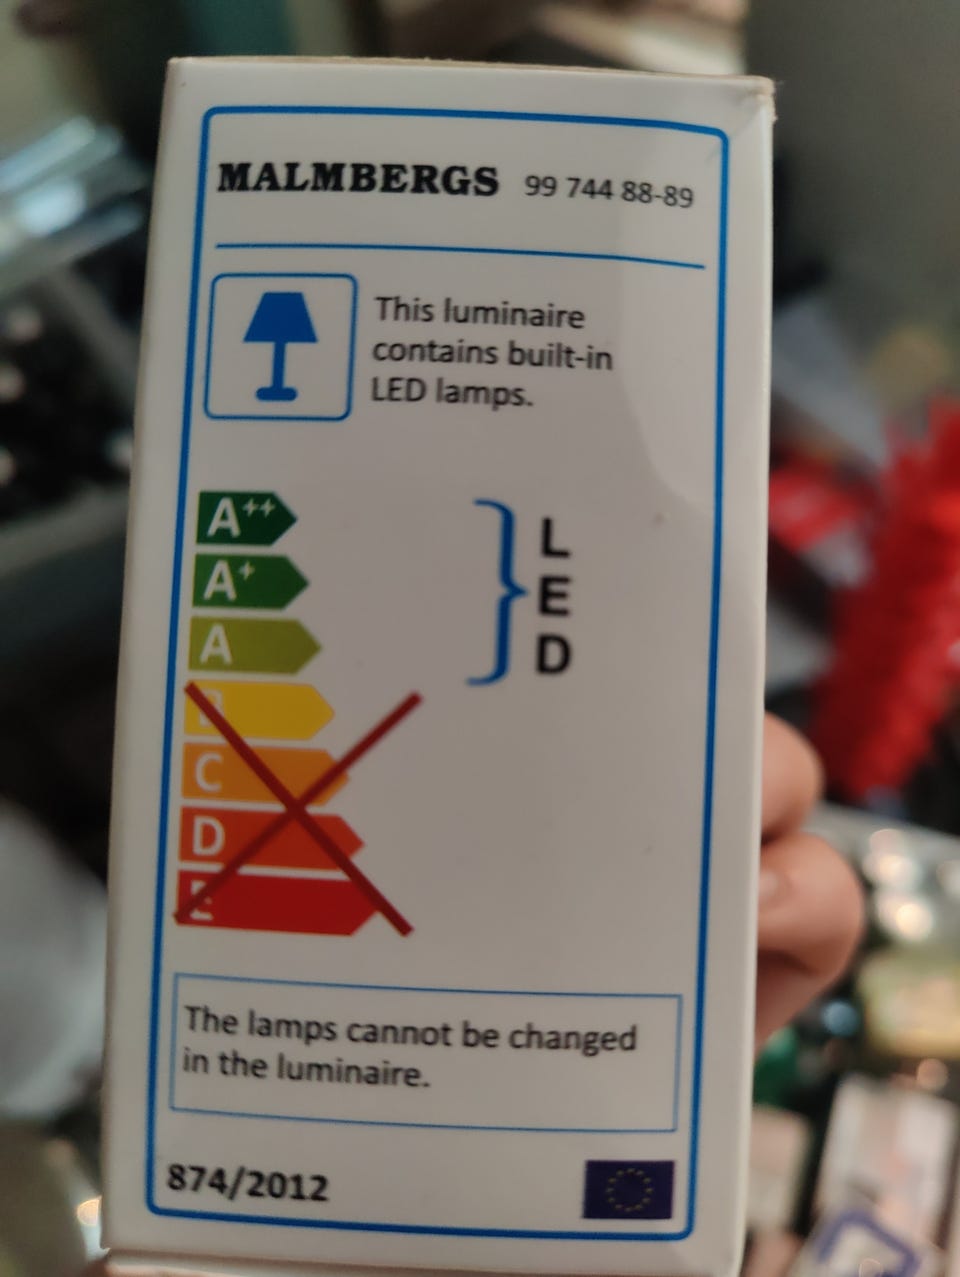 MALMBERGS 99 744 88-89
This luminaire
contains built-in
LED lamps.
A++
A+
A
B
C
D
E
L
E
D
The lamps cannot be changed
in the luminaire.
874/2012